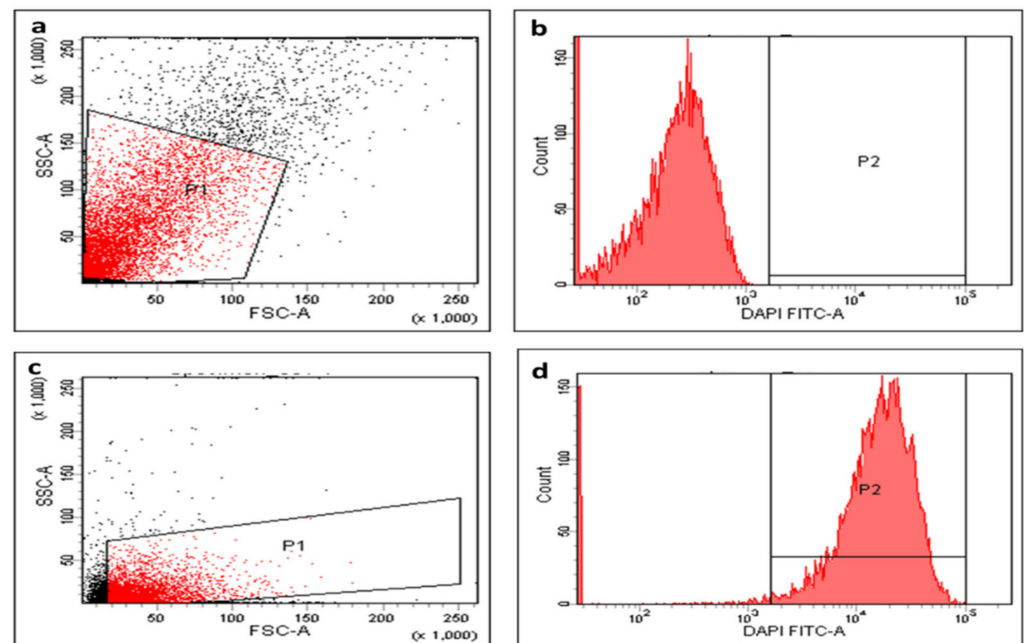 a
(x 1,000)
250
200
150
100
50
SSC-A
P1
50 100 150 200 250
FSC-A
(x 1,000)
b
Count
150
100
50
0
P2
10² 10³ 10⁴ 10⁵
DAPI FITC-A
c
(x 1,000)
250
200
150
100
50
SSC-A
P1
50 100 150 200 250
FSC-A
(x 1,000)
d
Count
150
100
50
0
P2
10² 10³ 10⁴ 10⁵
DAPI FITC-A